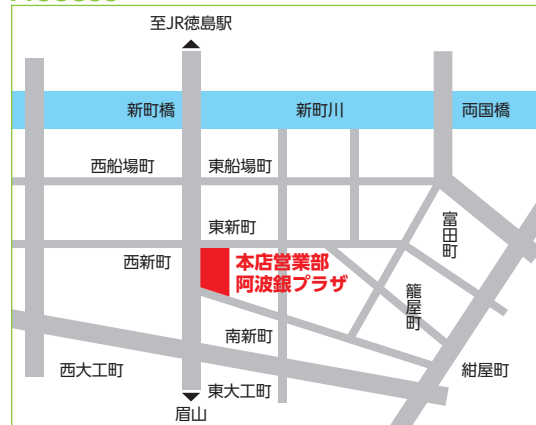 至JR徳島駅
新町橋
新町川
両国橋
西船場町
東船場町
東新町
富田町
西新町
本店営業部
阿波銀プラザ
籠屋町
南新町
西大工町
東大工町
紺屋町
眉山